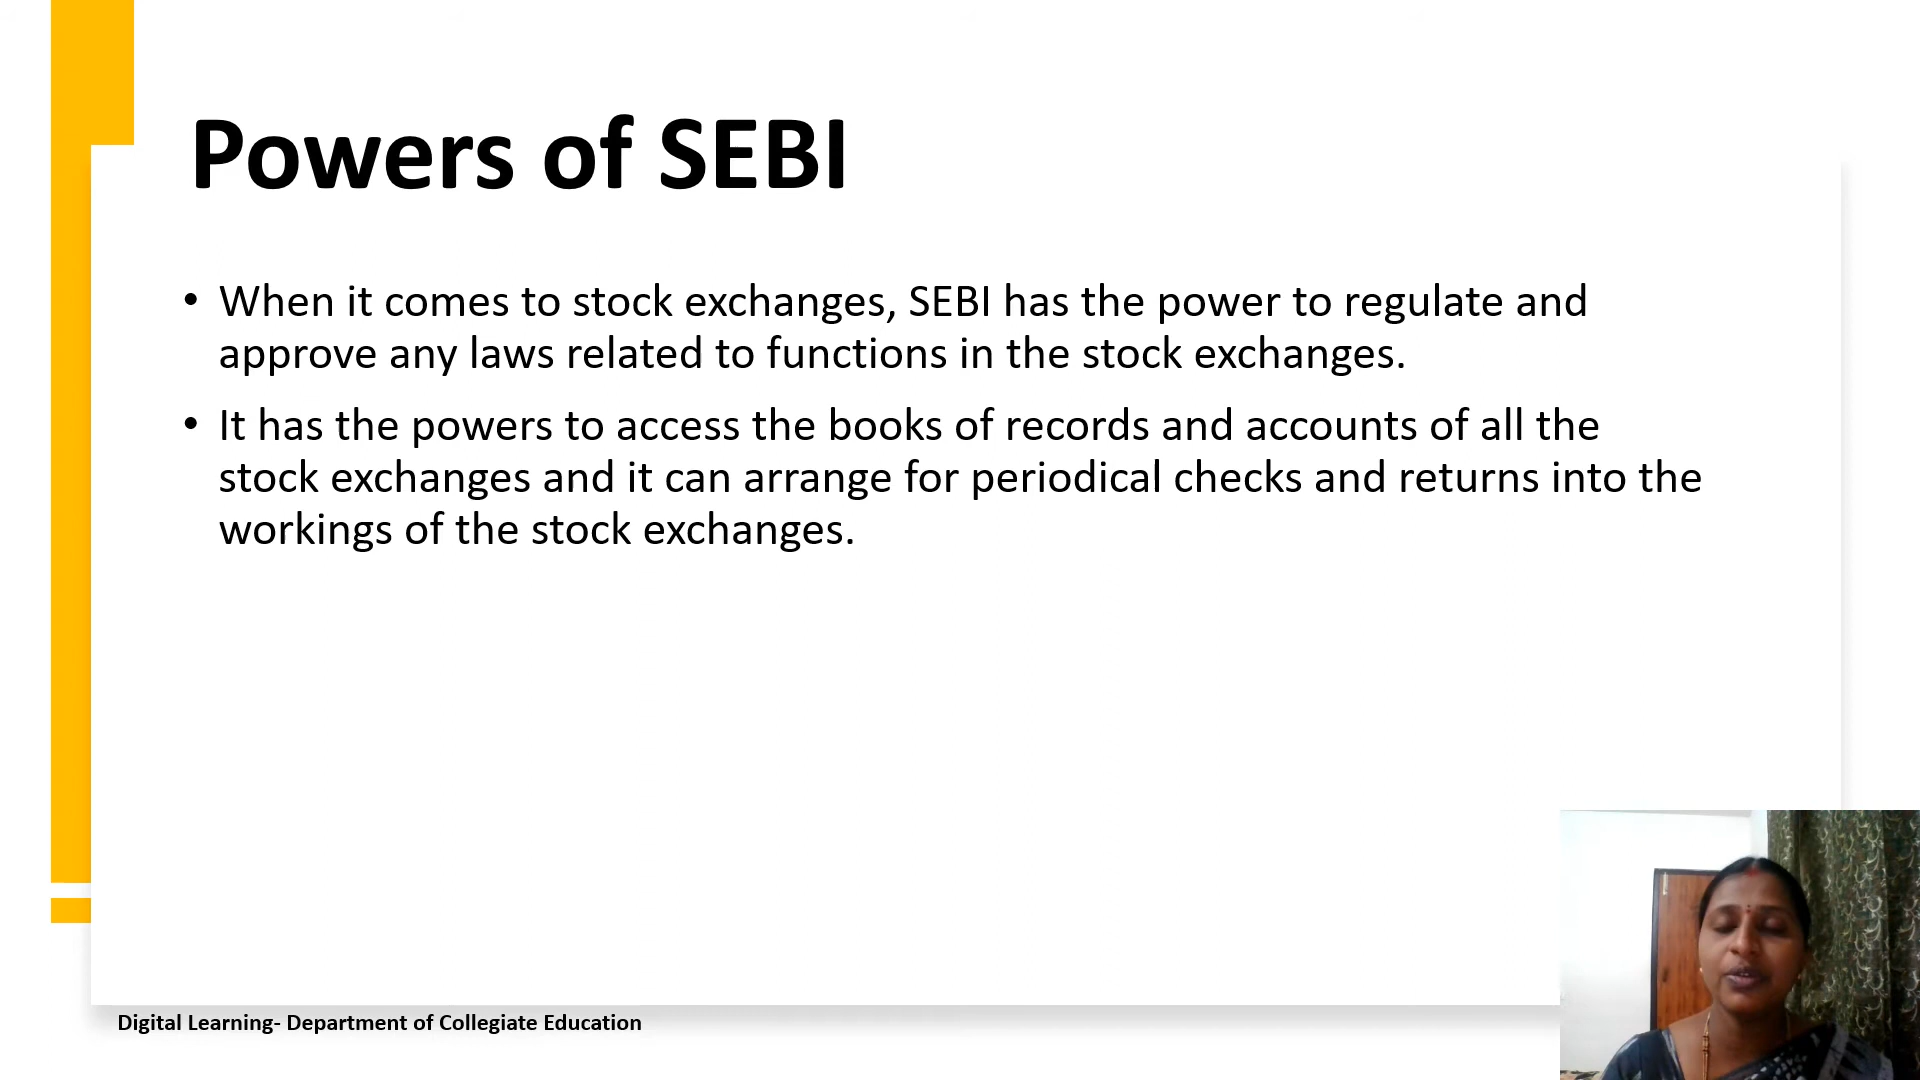 Powers of SEBI
• When it comes to stock exchanges, SEBI has the power to regulate and
approve any laws related to functions in the stock exchanges.
• It has the powers to access the books of records and accounts of all the
stock exchanges and it can arrange for periodical checks and returns into the
workings of the stock exchanges.
Digital Learning- Department of Collegiate Education